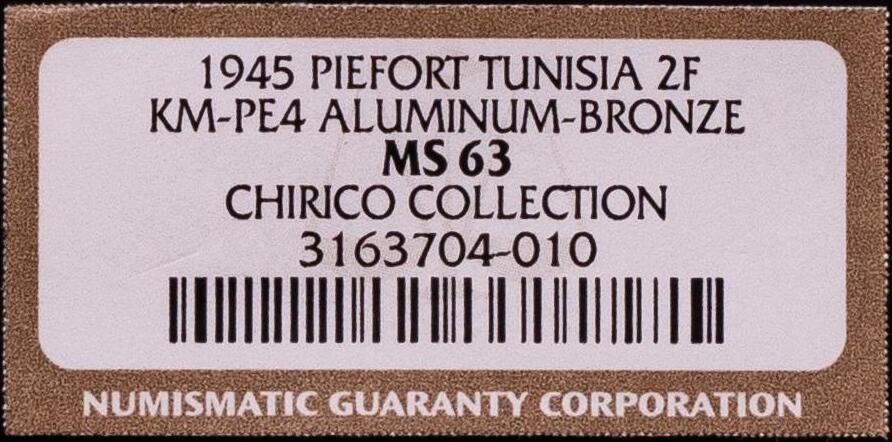 1945 PIEFORT TUNISIA 2F
KM-PE4 ALUMINUM-BRONZE
MS 63
CHIRICO COLLECTION
3163704-010
NUMISMATIC GUARANTY CORPORATION